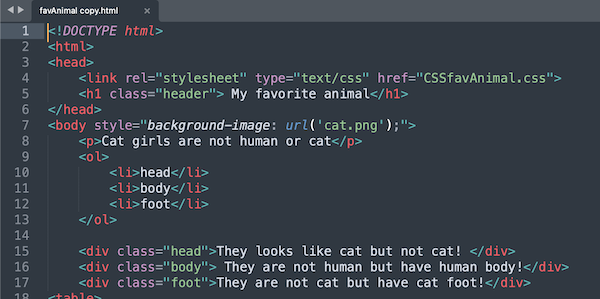 favAnimal copy.html
1 <!DOCTYPE html>
2 <html>
3 <head>
4 <link rel="stylesheet" type="text/css" href="CSSfavAnimal.css">
5 <h1 class="header"> My favorite animal</h1>
6 </head>
7 <body style="background-image: url('cat.png');">
8 <p>Cat girls are not human or cat</p>
9 <ol>
10 <li>head</li>
11 <li>body</li>
12 <li>foot</li>
13 </ol>
14
15 <div class="head">They looks like cat but not cat! </div>
16 <div class="body"> They are not human but have human body!</div>
17 <div class="foot">They are not cat but have cat foot!</div>
18 <table>